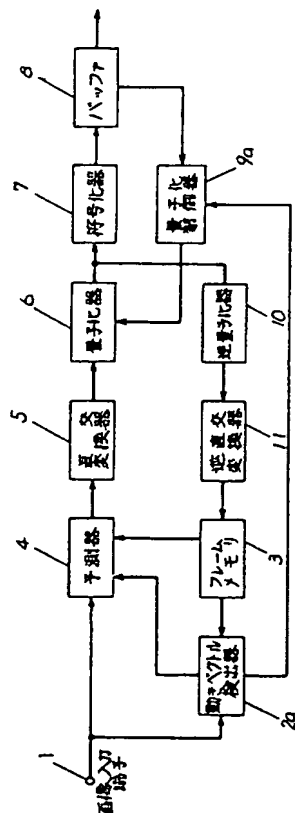 1
画像入力
端子
4
予測器
5
直交
変換器
6
量子化器
7
符号化器
8
バッファ
9a
量子化
制御器
10
逆量子化器
11
逆直交
変換器
3
フレーム
メモリ
2a
動きベクトル
検出器